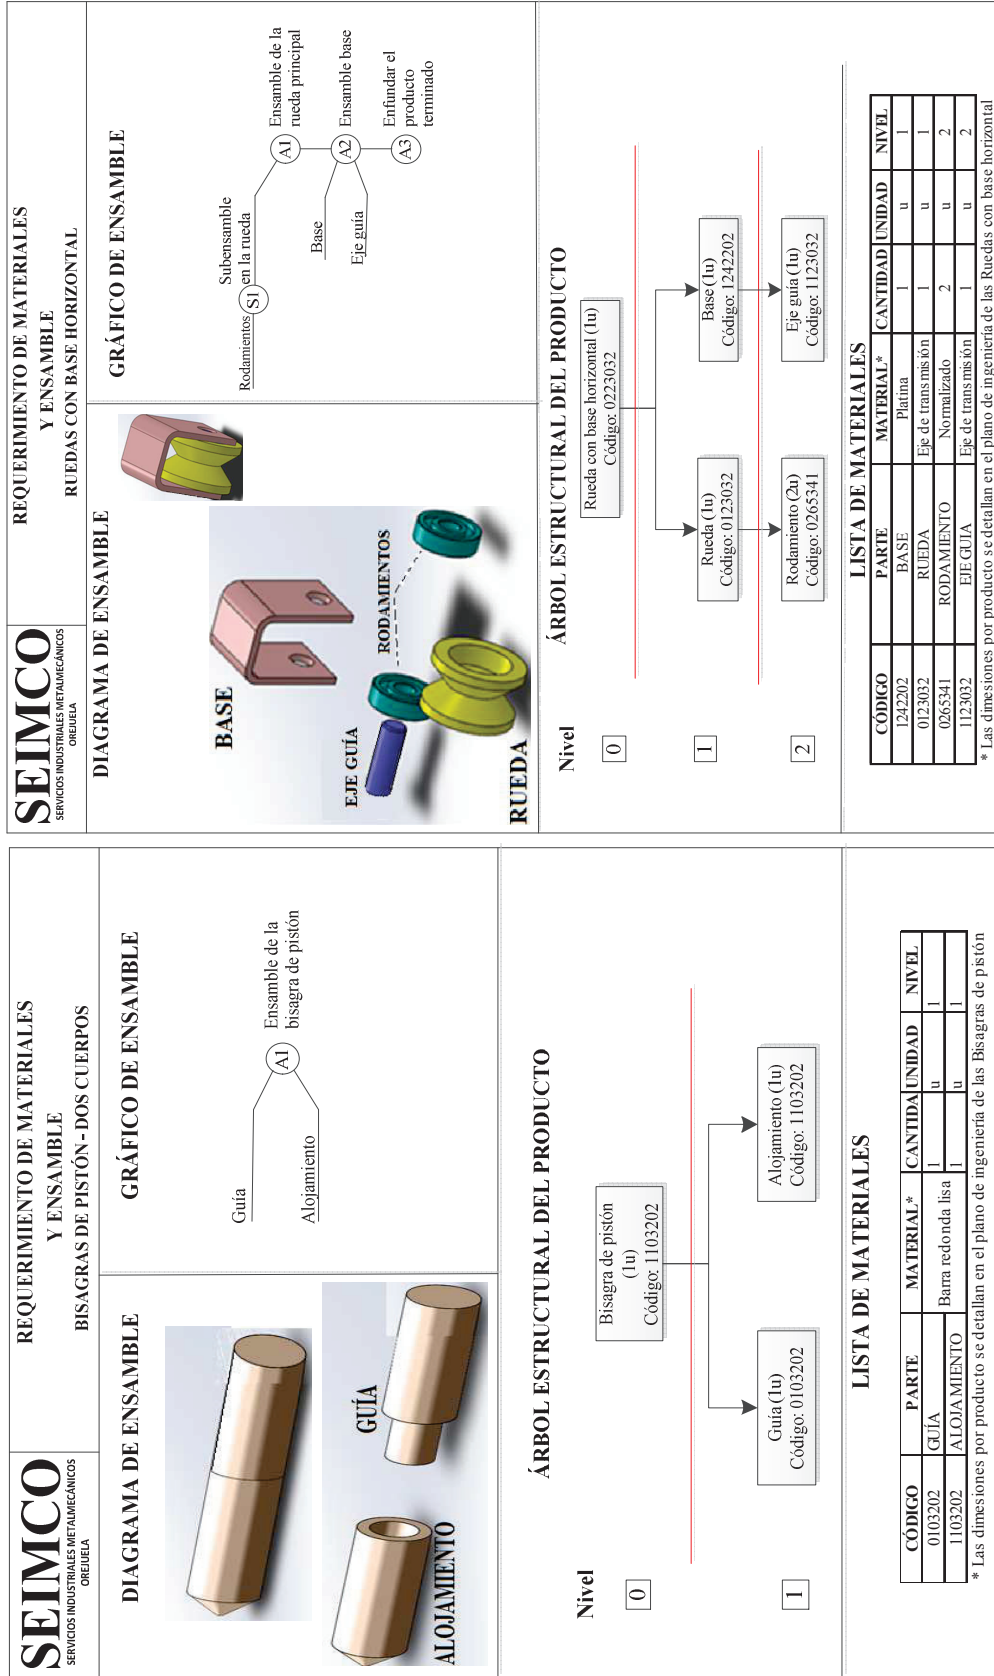 SEIMCO
SERVICIOS INDUSTRIALES METALMECÁNICOS
OREJUELA
REQUERIMIENTO DE MATERIALES
Y ENSAMBLE
BISAGRAS DE PISTÓN - DOS CUERPOS
DIAGRAMA DE ENSAMBLE
ALOJAMIENTO
GUÍA
GRÁFICO DE ENSAMBLE
Guía
Alojamiento
A1
Ensamble de la
bisagra de pistón
ÁRBOL ESTRUCTURAL DEL PRODUCTO
Nivel
0
Bisagra de pistón
(1u)
Código: 1103202
1
Guía (1u)
Código: 0103202
Alojamiento (1u)
Código: 1103202
LISTA DE MATERIALES
CÓDIGO PARTE MATERIAL* CANTIDA UNIDAD NIVEL
0103202 GUÍA Barra redonda lisa 1 u 1
1103202 ALOJAMIENTO 1 u 1
* Las dimesiones por producto se detallan en el plano de ingeniería de las Bisagras de pistón
SEIMCO
SERVICIOS INDUSTRIALES METALMECÁNICOS
OREJUELA
REQUERIMIENTO DE MATERIALES
Y ENSAMBLE
RUEDAS CON BASE HORIZONTAL
DIAGRAMA DE ENSAMBLE
BASE
EJE GUÍA
RODAMIENTOS
RUEDA
GRÁFICO DE ENSAMBLE
Rodamientos
S1
Subensamble
en la rueda
A1
Ensamble de la
rueda principal
Base
Eje guía
A2
Ensamble base
A3
Enfundar el
producto
terminado
ÁRBOL ESTRUCTURAL DEL PRODUCTO
Nivel
0
Rueda con base horizontal (1u)
Código: 0223032
1
Rueda (1u)
Código: 0123032
Base (1u)
Código: 1242202
2
Rodamiento (2u)
Código: 0265341
Eje guía (1u)
Código: 1123032
LISTA DE MATERIALES
CÓDIGO PARTE MATERIAL* CANTIDAD UNIDAD NIVEL
1242202 BASE Platina 1 u 1
0123032 RUEDA Eje de transmisión 1 u 1
0265341 RODAMIENTO Normalizado 2 u 2
1123032 EJE GUIA Eje de transmisión 1 u 2
* Las dimesiones por producto se detallan en el plano de ingeniería de las Ruedas con base horizontal